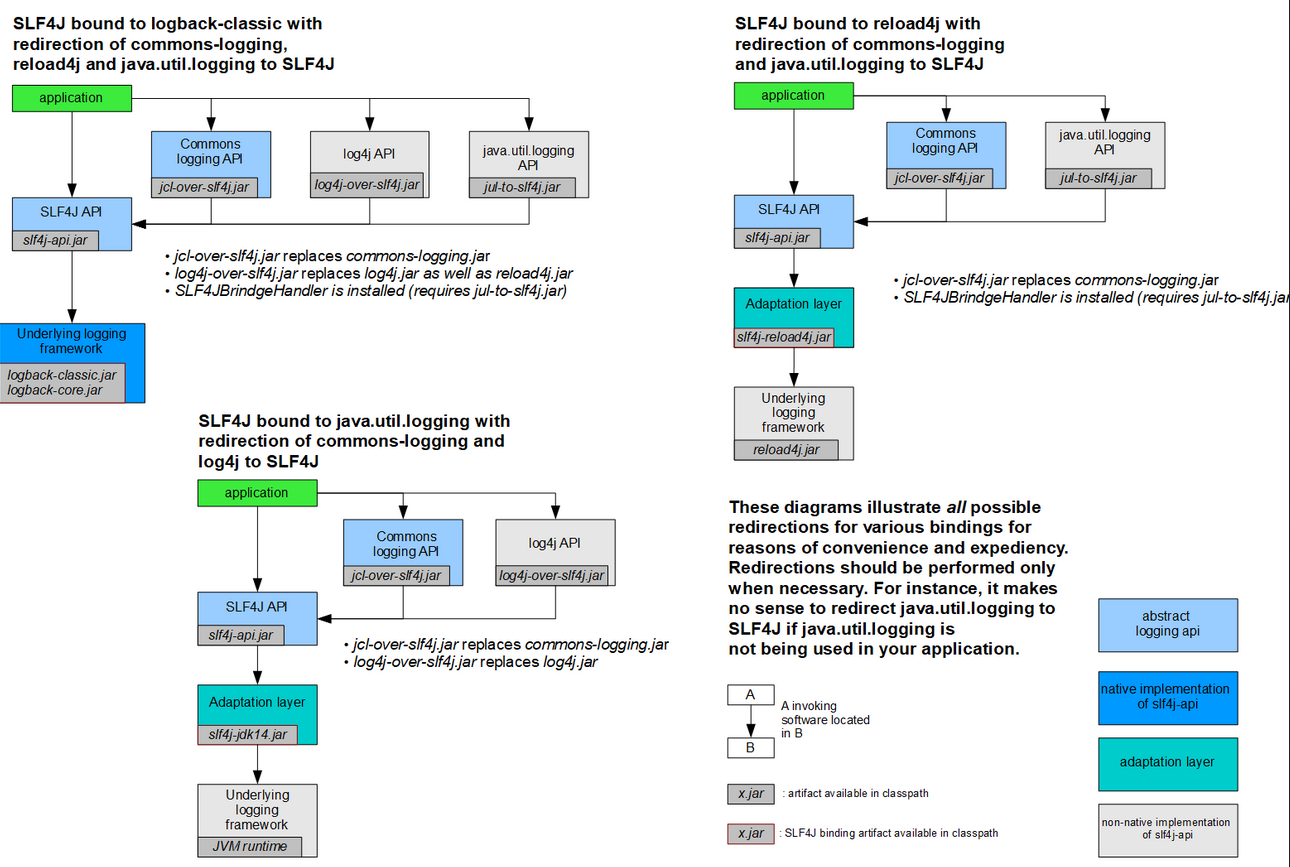 SLF4J bound to logback-classic with
redirection of commons-logging,
reload4j and java.util.logging to SLF4J
application
Commons
logging API
jcl-over-slf4j.jar
log4j API
log4j-over-slf4j.jar
java.util.logging
API
jul-to-slf4j.jar
SLF4J API
slf4j-api.jar
• jcl-over-slf4j.jar replaces commons-logging.jar
• log4j-over-slf4j.jar replaces log4j.jar as well as reload4j.jar
• SLF4JBrindgeHandler is installed (requires jul-to-slf4j.jar)
Underlying logging
framework
logback-classic.jar
logback-core.jar
SLF4J bound to reload4j with
redirection of commons-logging
and java.util.logging to SLF4J
application
Commons
logging API
jcl-over-slf4j.jar
java.util.logging
API
jul-to-slf4j.jar
SLF4J API
slf4j-api.jar
• jcl-over-slf4j.jar replaces commons-logging.jar
• SLF4JBrindgeHandler is installed (requires jul-to-slf4j.jar
Adaptation layer
slf4j-reload4j.jar
Underlying
logging
framework
reload4j.jar
SLF4J bound to java.util.logging with
redirection of commons-logging and
log4j to SLF4J
application
Commons
logging API
jcl-over-slf4j.jar
log4j API
log4j-over-slf4j.jar
SLF4J API
slf4j-api.jar
• jcl-over-slf4j.jar replaces commons-logging.jar
• log4j-over-slf4j.jar replaces log4j.jar
Adaptation layer
slf4j-jdk14.jar
Underlying
logging
framework
JVM runtime
These diagrams illustrate all possible
redirections for various bindings for
reasons of convenience and expediency.
Redirections should be performed only
when necessary. For instance, it makes
no sense to redirect java.util.logging to
SLF4J if java.util.logging is
not being used in your application.
A
B
A invoking
software located
in B
x.jar : artifact available in classpath
x.jar : SLF4J binding artifact available in classpath
abstract
logging api
native implementation
of slf4j-api
adaptation layer
non-native implementation
of slf4j-api